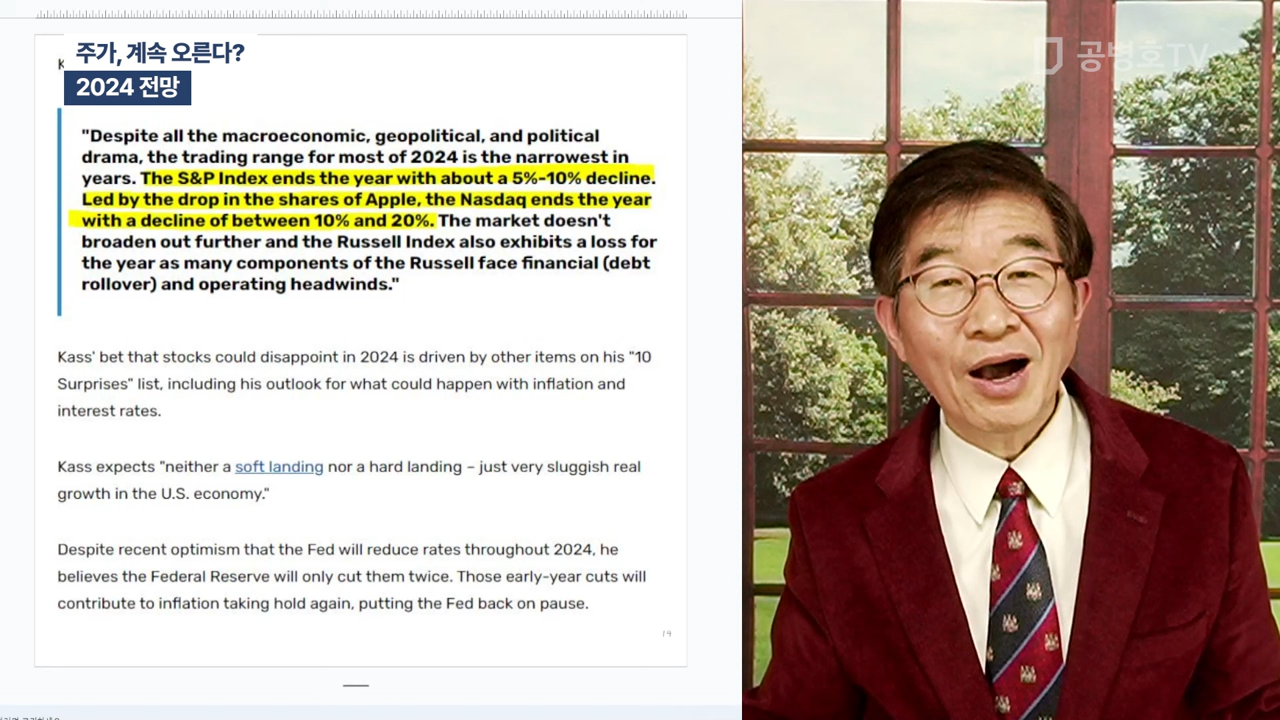 주가, 계속 오른다?
2024 전망
공병호TV
"Despite all the macroeconomic, geopolitical, and political
drama, the trading range for most of 2024 is the narrowest in
years. The S&P Index ends the year with about a 5%-10% decline.
Led by the drop in the shares of Apple, the Nasdaq ends the year
with a decline of between 10% and 20%. The market doesn't
broaden out further and the Russell Index also exhibits a loss for
the year as many components of the Russell face financial (debt
rollover) and operating headwinds."
Kass' bet that stocks could disappoint in 2024 is driven by other items on his "10
Surprises" list, including his outlook for what could happen with inflation and
interest rates.
Kass expects "neither a soft landing nor a hard landing – just very sluggish real
growth in the U.S. economy."
Despite recent optimism that the Fed will reduce rates throughout 2024, he
believes the Federal Reserve will only cut them twice. Those early-year cuts will
contribute to inflation taking hold again, putting the Fed back on pause.